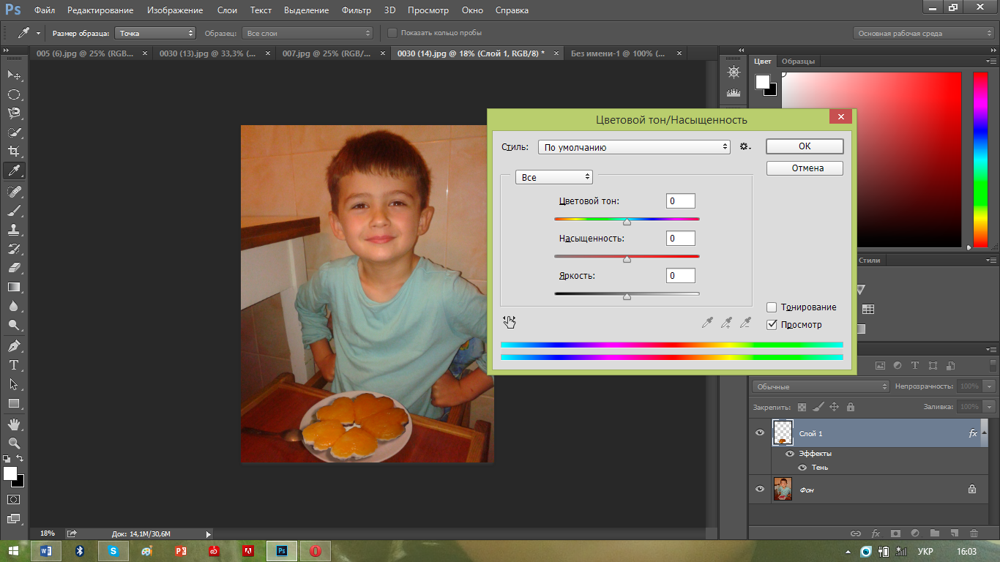 Ps Файл Редактирование Изображение Слои Текст Выделение Фильтр 3D Просмотр Окно Справка
Размер образца: Точка Образец: Все слои Показать кольцо пробы Основная рабочая среда
005 (6).jpg @ 25% (RGB... × 0030 (13).jpg @ 33,3% (... × 007.jpg @ 25% (RGB/... × 0030 (14).jpg @ 18% (Слой 1, RGB/8) * × Без имени-1 @ 100% (... ×
Цвет Образцы
Цветовой тон/Насыщенность
Стиль: По умолчанию
OK
Отмена
Все
Цветовой тон: 0
Насыщенность: 0
Яркость: 0
Тонирование
Просмотр
Стили
Обычные Непрозрачность: 100%
Закрепить: Заливка: 100%
Слой 1 fx
Эффекты
Тень
Фон
18% Док: 14,1M/30,6M
УКР 16:03